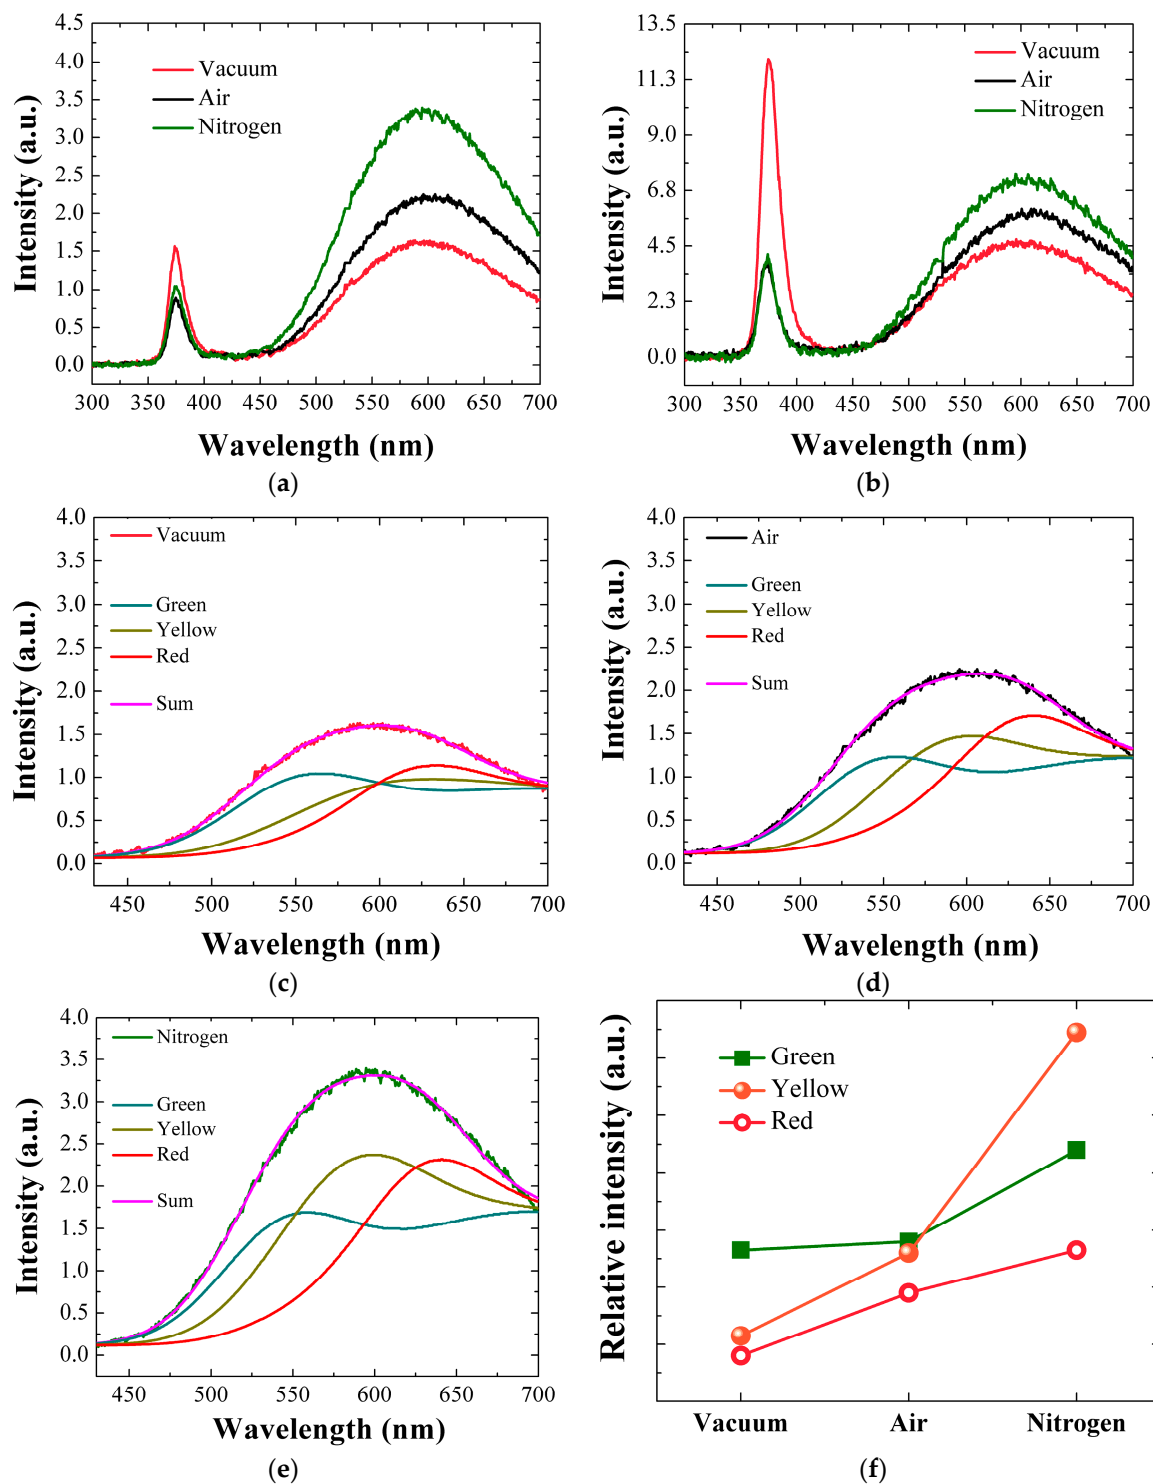 4.5
4.0
3.5
3.0
2.5
2.0
1.5
1.0
0.5
0.0
Intensity (a.u.)
Vacuum
Air
Nitrogen
300 350 400 450 500 550 600 650 700
Wavelength (nm)
(a)
13.5
11.3
9.0
6.8
4.5
2.3
0.0
Intensity (a.u.)
Vacuum
Air
Nitrogen
300 350 400 450 500 550 600 650 700
Wavelength (nm)
(b)
4.0
3.5
3.0
2.5
2.0
1.5
1.0
0.5
0.0
Intensity (a.u.)
Vacuum
Green
Yellow
Red
Sum
450 500 550 600 650 700
Wavelength (nm)
(c)
4.0
3.5
3.0
2.5
2.0
1.5
1.0
0.5
0.0
Intensity (a.u.)
Air
Green
Yellow
Red
Sum
450 500 550 600 650 700
Wavelength (nm)
(d)
4.0
3.5
3.0
2.5
2.0
1.5
1.0
0.5
0.0
Intensity (a.u.)
Nitrogen
Green
Yellow
Red
Sum
450 500 550 600 650 700
Wavelength (nm)
(e)
Relative intensity (a.u.)
Green
Yellow
Red
Vacuum Air Nitrogen
(f)